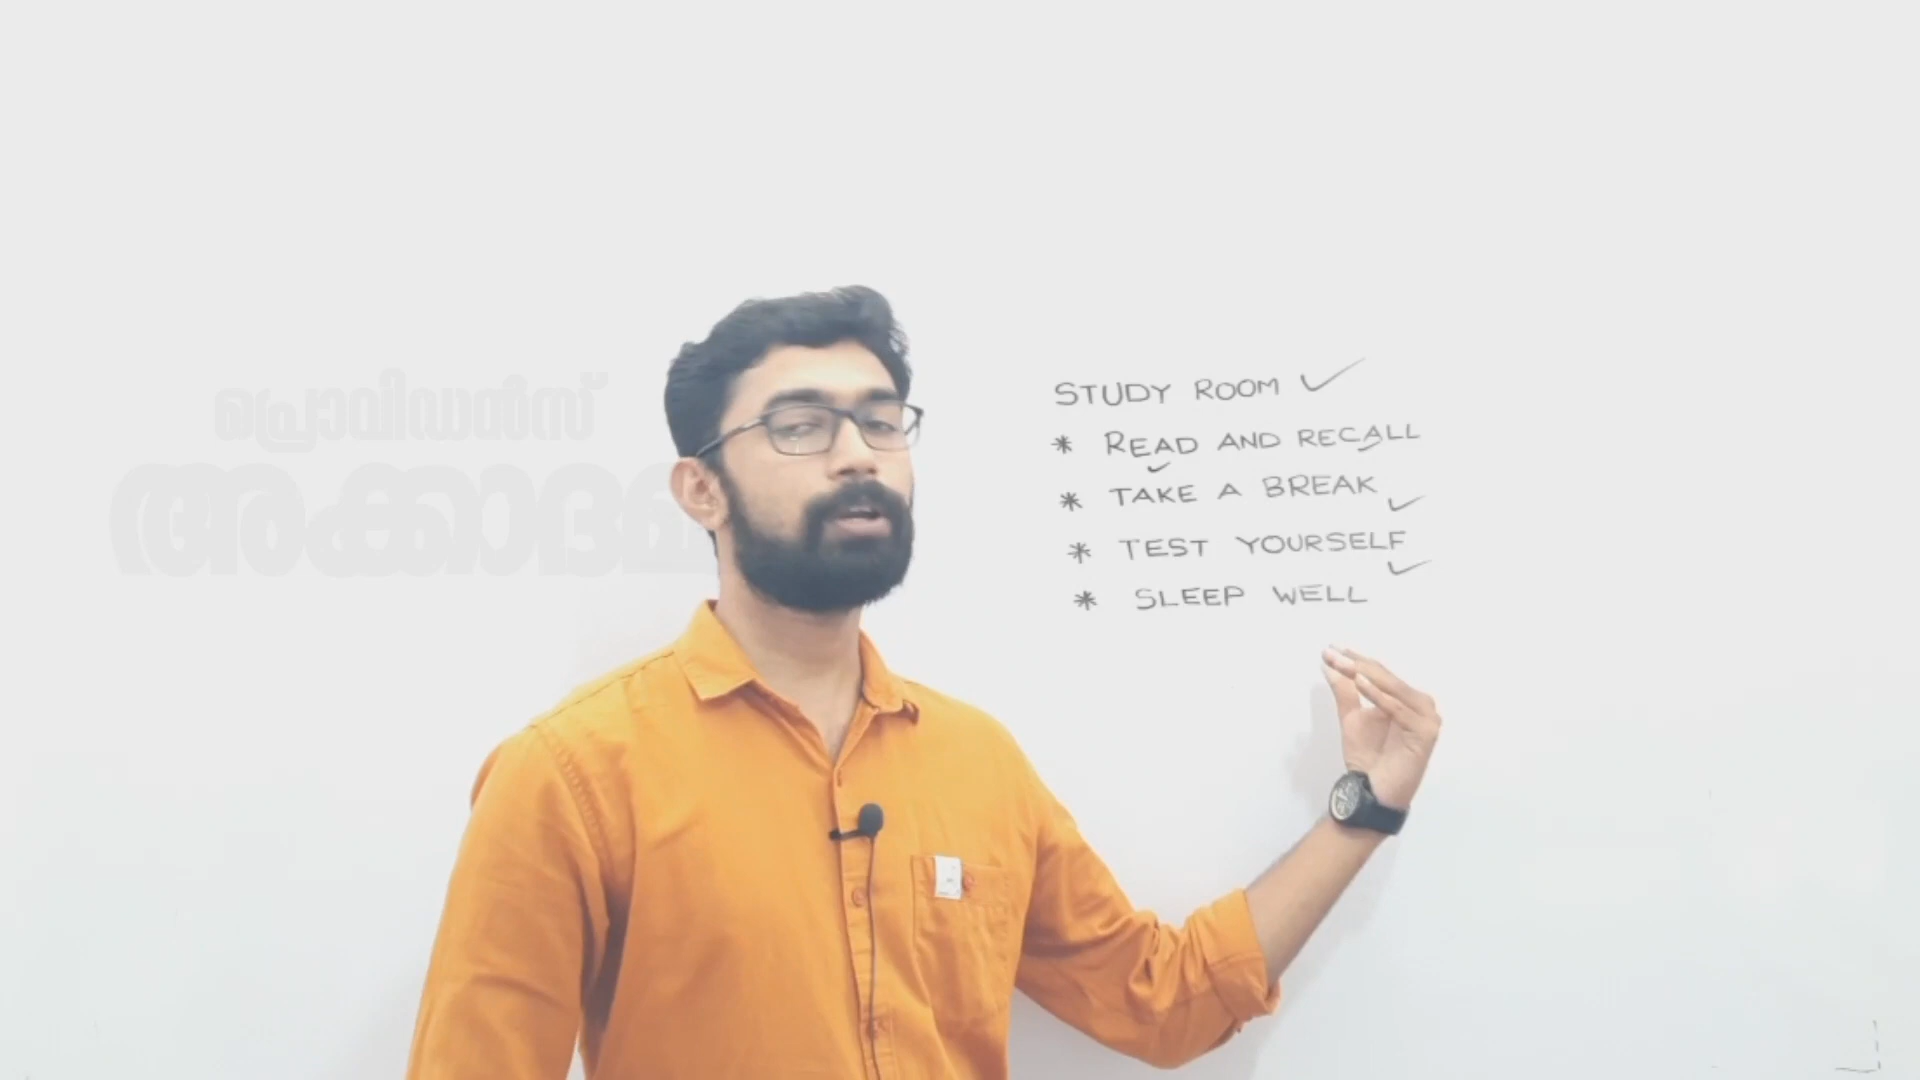 പ്രൊവിഡൻസ്
STUDY ROOM
* READ AND RECALL
* TAKE A BREAK
* TEST YOURSELF
* SLEEP WELL